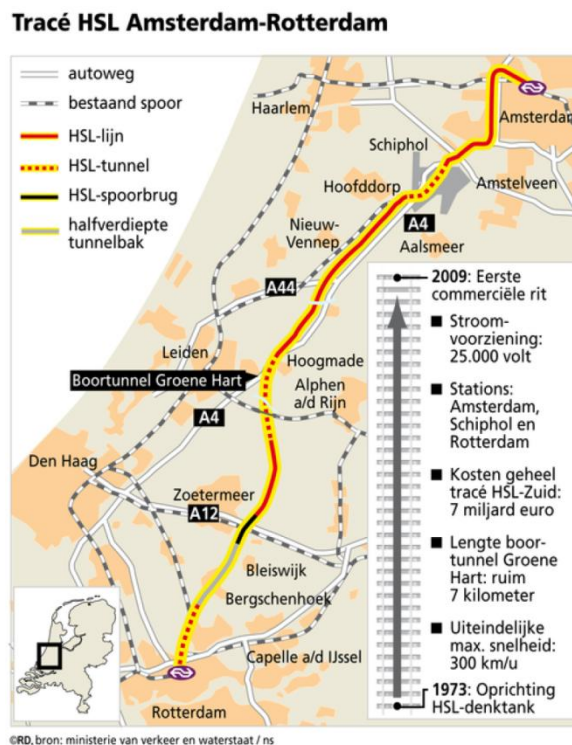 Tracé HSL Amsterdam-Rotterdam
autoweg
bestaand spoor
HSL-lijn
HSL-tunnel
HSL-spoorbrug
halfverdiepte
tunnelbak
Haarlem
Amsterdam
Schiphol
Hoofddorp
Amstelveen
Nieuw-
Vennep
A4
Aalsmeer
A44
Leiden
Hoogmade
Boortunnel Groene Hart
Alphen
a/d Rijn
A4
Den Haag
Zoetermeer
A12
Bleiswijk
Bergschenhoek
Capelle a/d IJssel
Rotterdam
2009: Eerste
commerciële rit
Stroom-
voorziening:
25.000 volt
Stations:
Amsterdam,
Schiphol en
Rotterdam
Kosten geheel
tracé HSL-Zuid:
7 miljard euro
Lengte boor-
tunnel Groene
Hart: ruim
7 kilometer
Uiteindelijke
max. snelheid:
300 km/u
1973: Oprichting
HSL-denktank
©RD, bron: ministerie van verkeer en waterstaat / ns